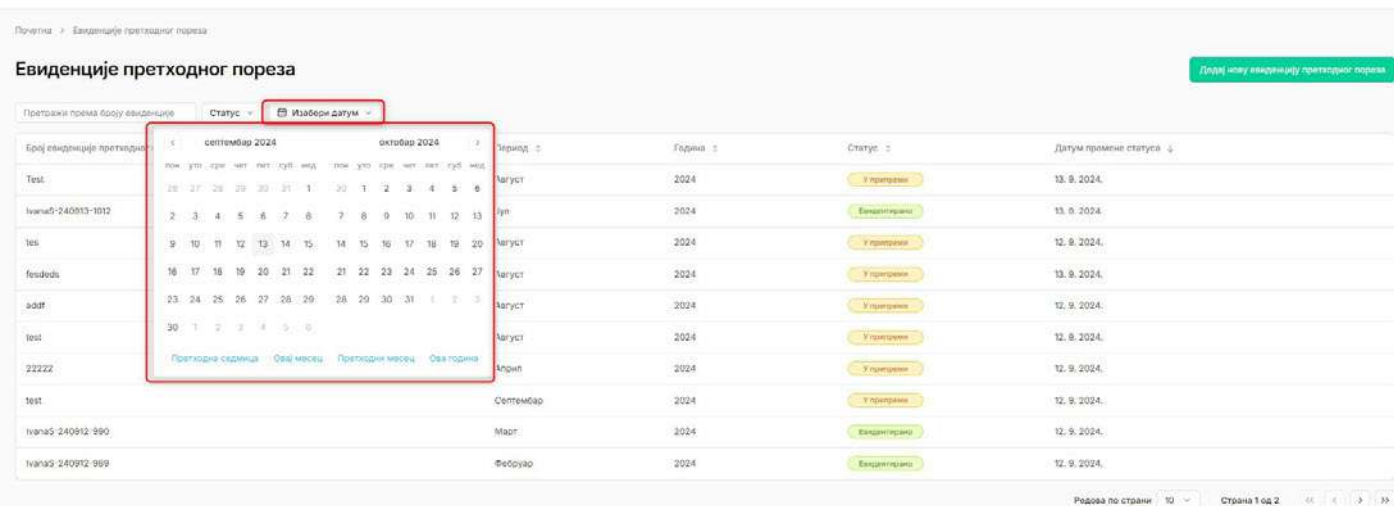 Почетна > Евиденције претходног пореза
Евиденције претходног пореза
Додај нову евиденцију претходног пореза
Претражи према броју евиденције Статус Изабери датум
Број евиденције претходног Период Година Статус Датум промене статуса
септембар 2024 октобар 2024
пон уто сре чет пет суб нед пон уто сре чет пет суб нед
26 27 28 29 30 31 1 30 1 2 3 4 5 6
2 3 4 5 6 7 8 7 8 9 10 11 12 13
9 10 11 12 13 14 15 14 15 16 17 18 19 20
16 17 18 19 20 21 22 21 22 23 24 25 26 27
23 24 25 26 27 28 29 28 29 30 31 1 2 3
30 1 2 3 4 5 6
Претходна седмица Овај месец Претходни месец Ова година
Test Август 2024 У припреми 13. 9. 2024.
IvanaS-240913-1012 Јун 2024 Евидентирано 13. 9. 2024.
tes Август 2024 У припреми 12. 9. 2024.
fesdeds Август 2024 У припреми 13. 9. 2024.
addf Август 2024 У припреми 12. 9. 2024.
test Август 2024 У припреми 12. 9. 2024.
22222 Април 2024 У припреми 12. 9. 2024.
test Септембар 2024 У припреми 12. 9. 2024.
IvanaS-240912-990 Март 2024 Евидентирано 12. 9. 2024.
IvanaS-240912-989 Фебруар 2024 Евидентирано 12. 9. 2024.
Редова по страни 10 Страна 1 од 2